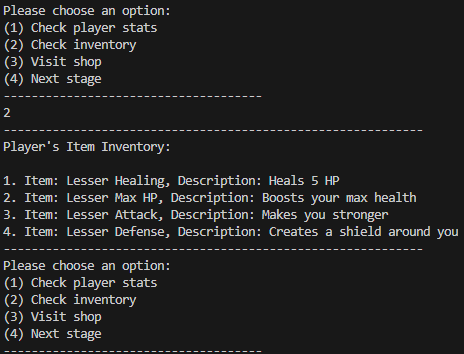 Please choose an option:
(1) Check player stats
(2) Check inventory
(3) Visit shop
(4) Next stage
-------------------------------------
2
------------------------------------------------------------
Player's Item Inventory:
1. Item: Lesser Healing, Description: Heals 5 HP
2. Item: Lesser Max HP, Description: Boosts your max health
3. Item: Lesser Attack, Description: Makes you stronger
4. Item: Lesser Defense, Description: Creates a shield around you
------------------------------------------------------------
Please choose an option:
(1) Check player stats
(2) Check inventory
(3) Visit shop
(4) Next stage
-------------------------------------